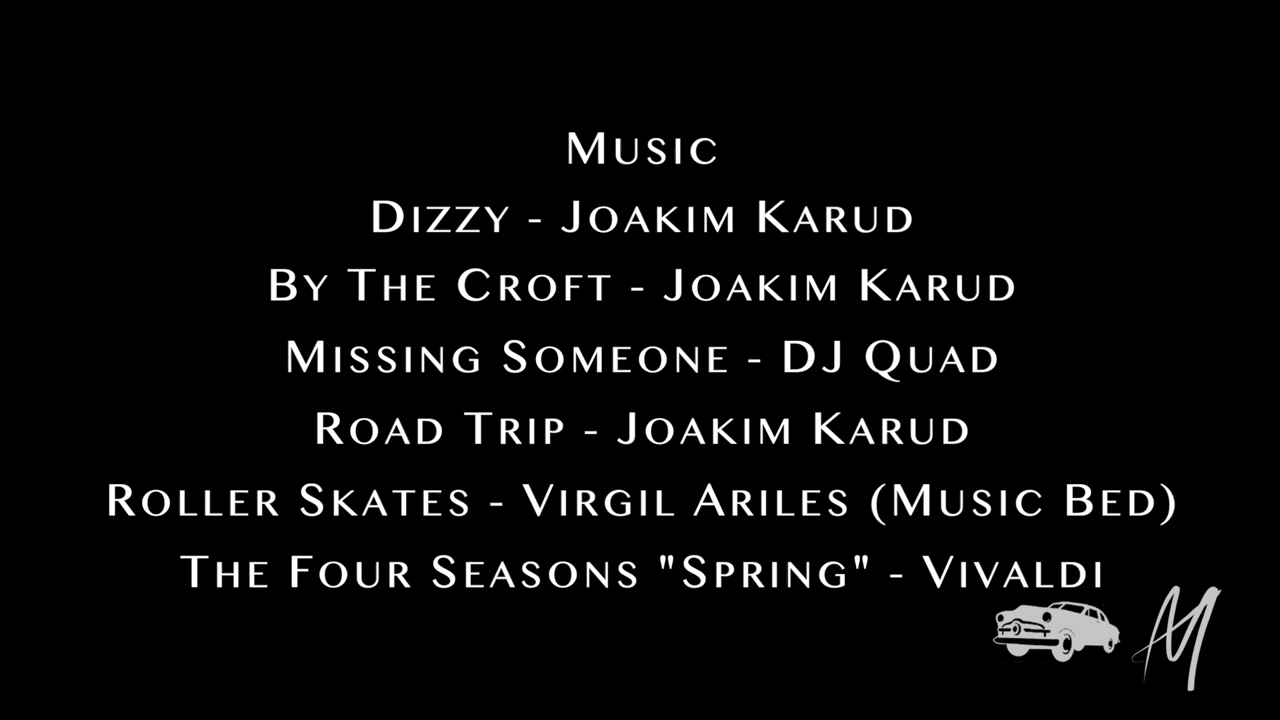 Music
Dizzy - Joakim Karud
By The Croft - Joakim Karud
Missing Someone - DJ Quad
Road Trip - Joakim Karud
Roller Skates - Virgil Ariles (Music Bed)
The Four Seasons "Spring" - Vivaldi
M